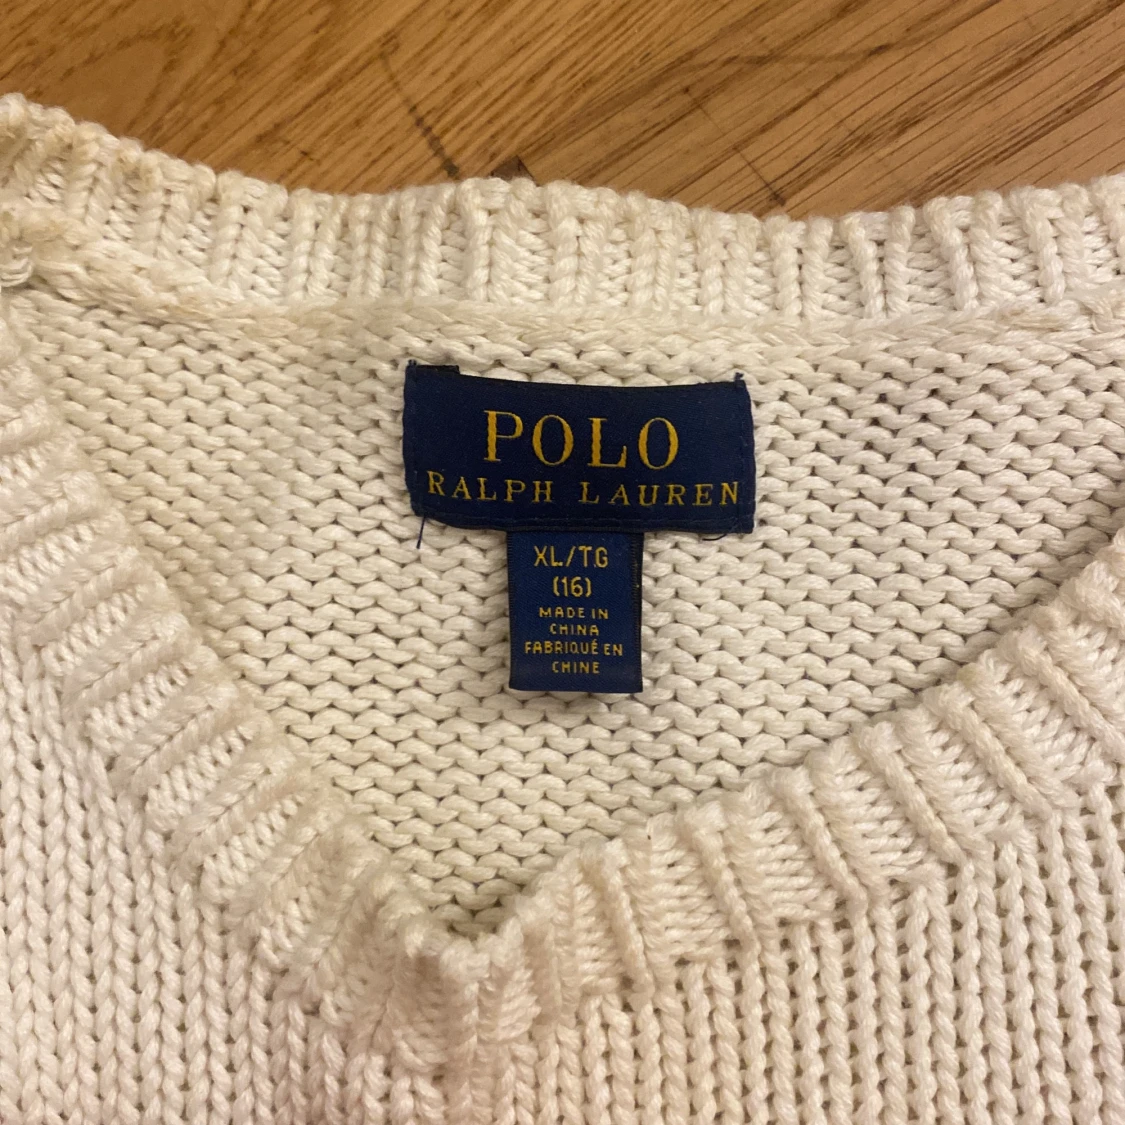 POLO
RALPH LAUREN
XL/TG
(16)
MADE IN
CHINA
FABRIQUÉ EN
CHINE